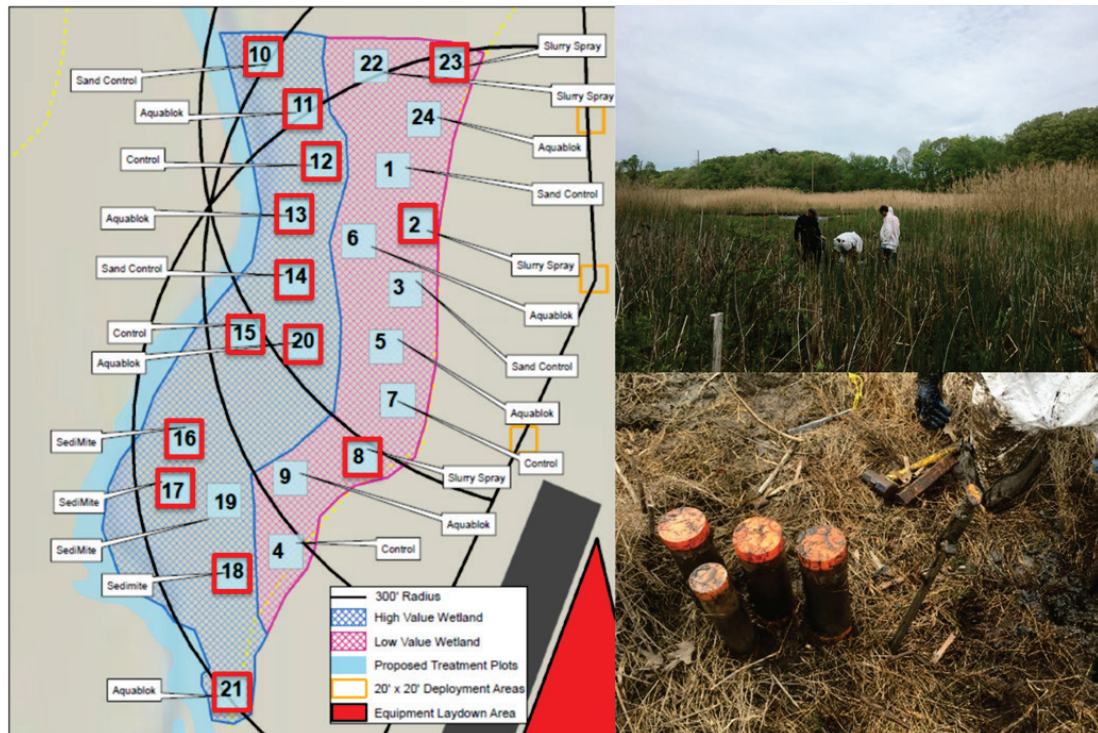 10
22
23
Slurry Spray
Sand Control
11
Slurry Spray
24
Aquablok
12
Aquablok
Control
1
Sand Control
13
2
Aquablok
6
Slurry Spray
Sand Control
14
3
Aquablok
Control
15
20
5
Sand Control
Aquablok
7
Aquablok
SediMite
16
8
Control
17
9
Slurry Spray
SediMite
19
Aquablok
SediMite
4
Control
Sedimite
18
300' Radius
High Value Wetland
Low Value Wetland
Proposed Treatment Plots
Aquablok
21
20' x 20' Deployment Areas
Equipment Laydown Area